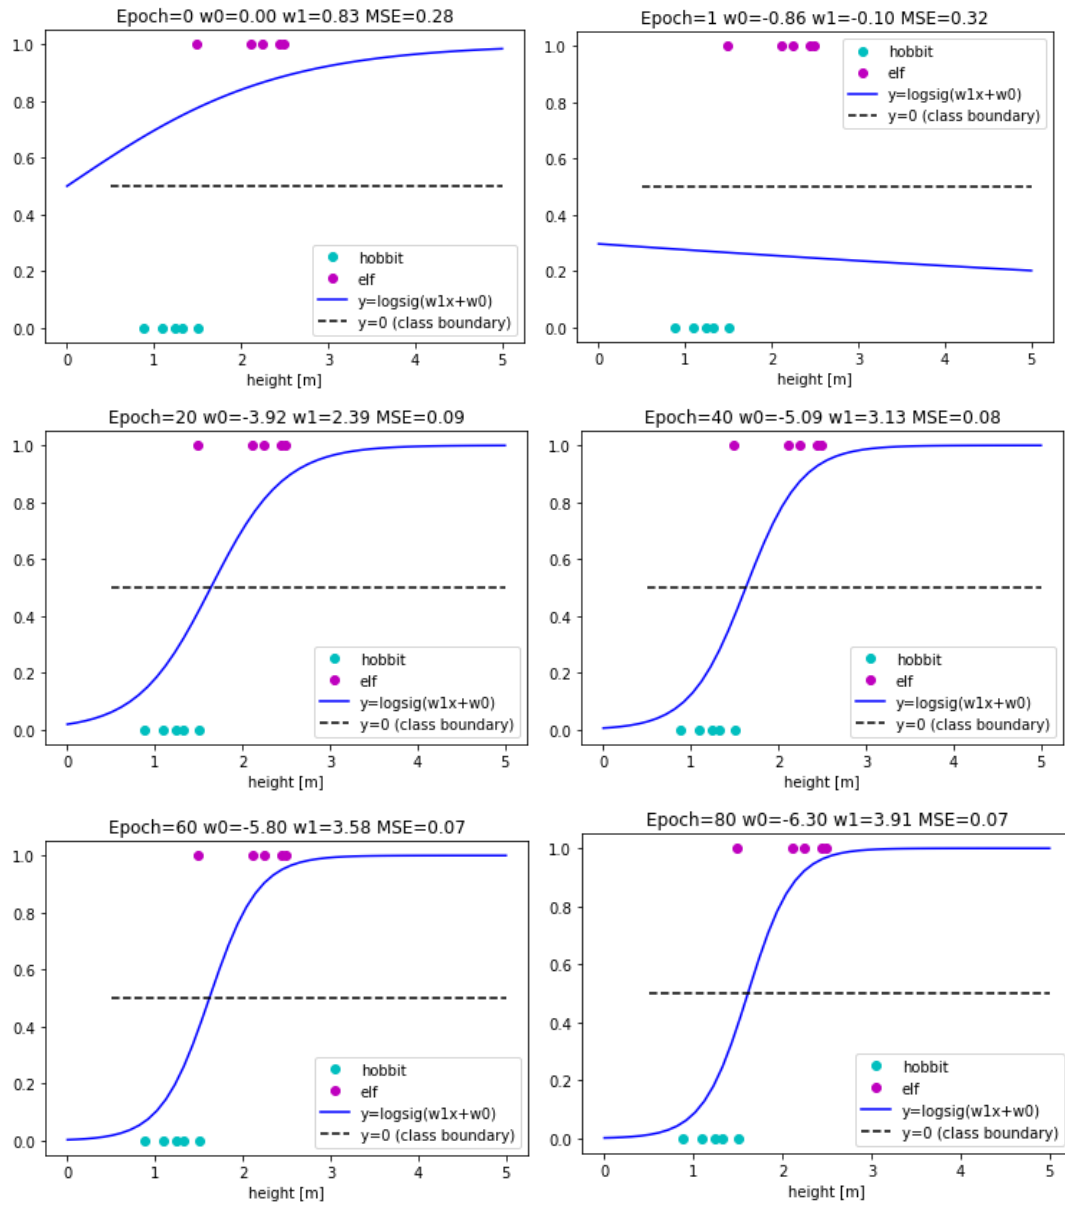 Epoch=0 w0=0.00 w1=0.83 MSE=0.28
1.0
0.8
0.6
0.4
0.2
0.0
hobbit
elf
y=logsig(w1x+w0)
y=0 (class boundary)
0 1 2 3 4 5
height [m]
Epoch=1 w0=-0.86 w1=-0.10 MSE=0.32
1.0
0.8
0.6
0.4
0.2
0.0
hobbit
elf
y=logsig(w1x+w0)
y=0 (class boundary)
0 1 2 3 4 5
height [m]
Epoch=20 w0=-3.92 w1=2.39 MSE=0.09
1.0
0.8
0.6
0.4
0.2
0.0
hobbit
elf
y=logsig(w1x+w0)
y=0 (class boundary)
0 1 2 3 4 5
height [m]
Epoch=40 w0=-5.09 w1=3.13 MSE=0.08
1.0
0.8
0.6
0.4
0.2
0.0
hobbit
elf
y=logsig(w1x+w0)
y=0 (class boundary)
0 1 2 3 4 5
height [m]
Epoch=60 w0=-5.80 w1=3.58 MSE=0.07
1.0
0.8
0.6
0.4
0.2
0.0
hobbit
elf
y=logsig(w1x+w0)
y=0 (class boundary)
0 1 2 3 4 5
height [m]
Epoch=80 w0=-6.30 w1=3.91 MSE=0.07
1.0
0.8
0.6
0.4
0.2
0.0
hobbit
elf
y=logsig(w1x+w0)
y=0 (class boundary)
0 1 2 3 4 5
height [m]